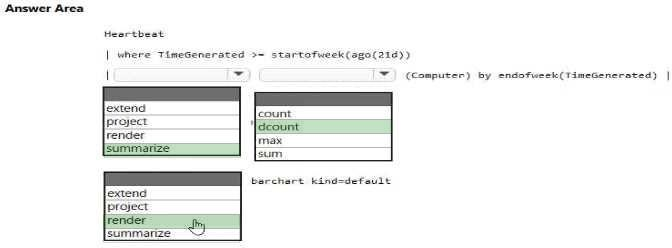 Answer Area
Heartbeat
| where TimeGenerated >= startofweek(ago(21d))
| (Computer) by endofweek(TimeGenerated) |
extend
project
render
summarize
count
dcount
max
sum
barchart kind=default
extend
project
render
summarize